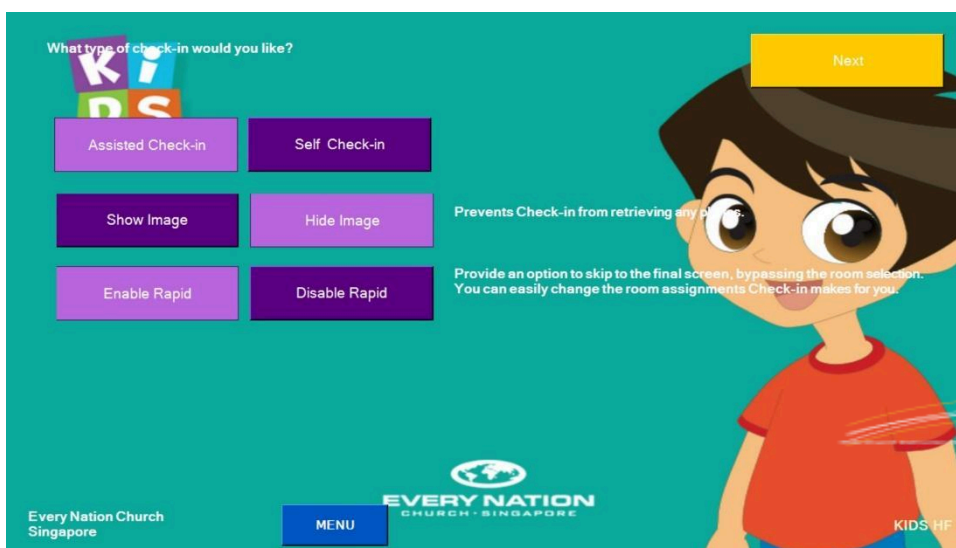 What type of check-in would you like?
Next
KiDS
Assisted Check-in
Self Check-in
Show Image
Hide Image
Prevents Check-in from retrieving any photos.
Enable Rapid
Disable Rapid
Provide an option to skip to the final screen, bypassing the room selection.
You can easily change the room assignments Check-in makes for you.
EVERY NATION
CHURCH · SINGAPORE
Every Nation Church
Singapore
MENU
KIDS HF